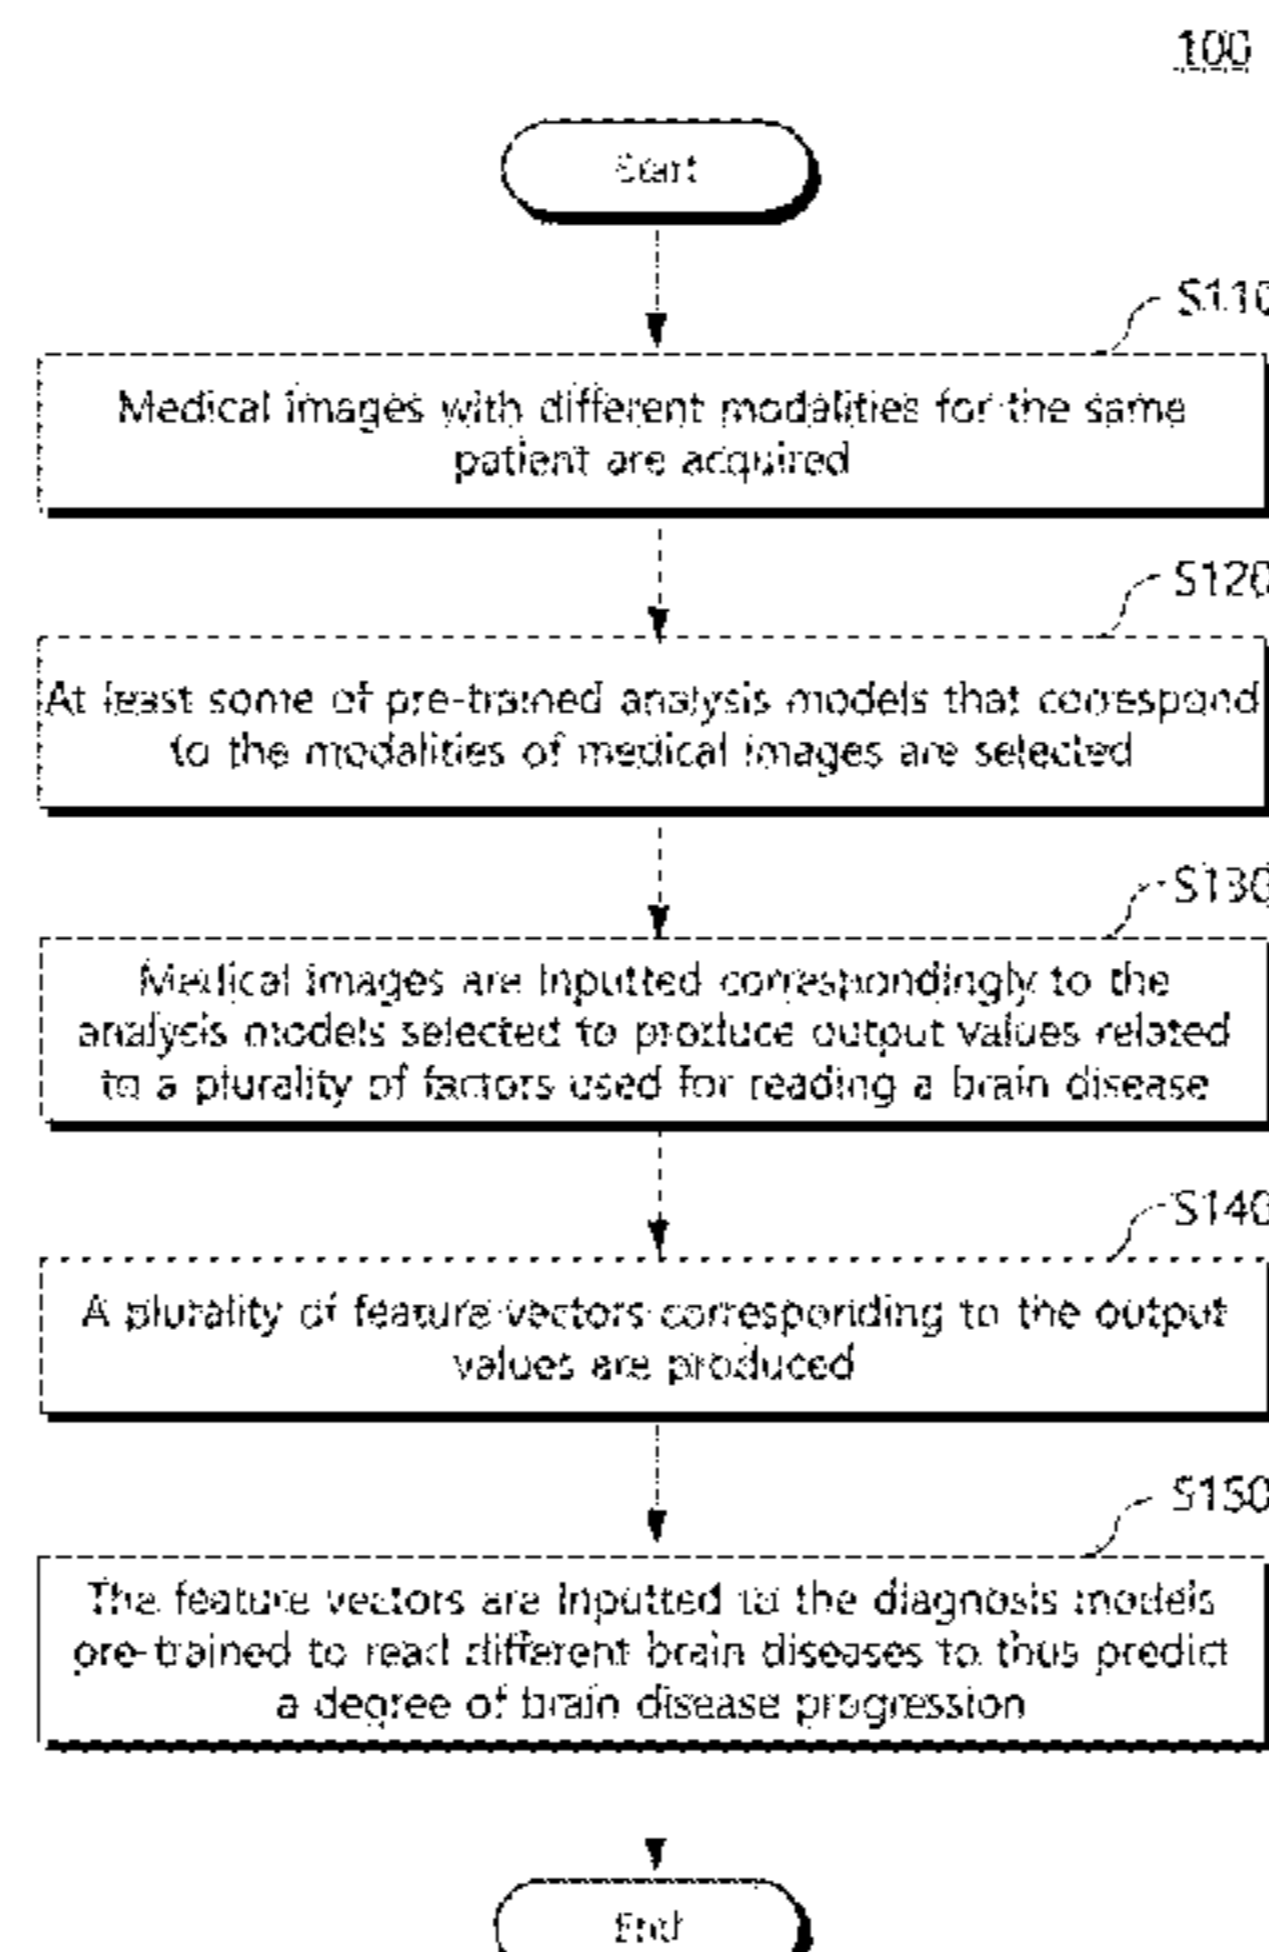 100
Start
S110
Medical images with different modalities for the same
patient are acquired
S120
At least some of pre-trained analysis models that correspond
to the modalities of medical images are selected
S130
Medical images are inputted correspondingly to the
analysis models selected to produce output values related
to a plurality of factors used for reading a brain disease
S140
A plurality of feature vectors corresponding to the output
values are produced
S150
The feature vectors are inputted to the diagnosis models
pre-trained to read different brain diseases to thus predict
a degree of brain disease progression
End